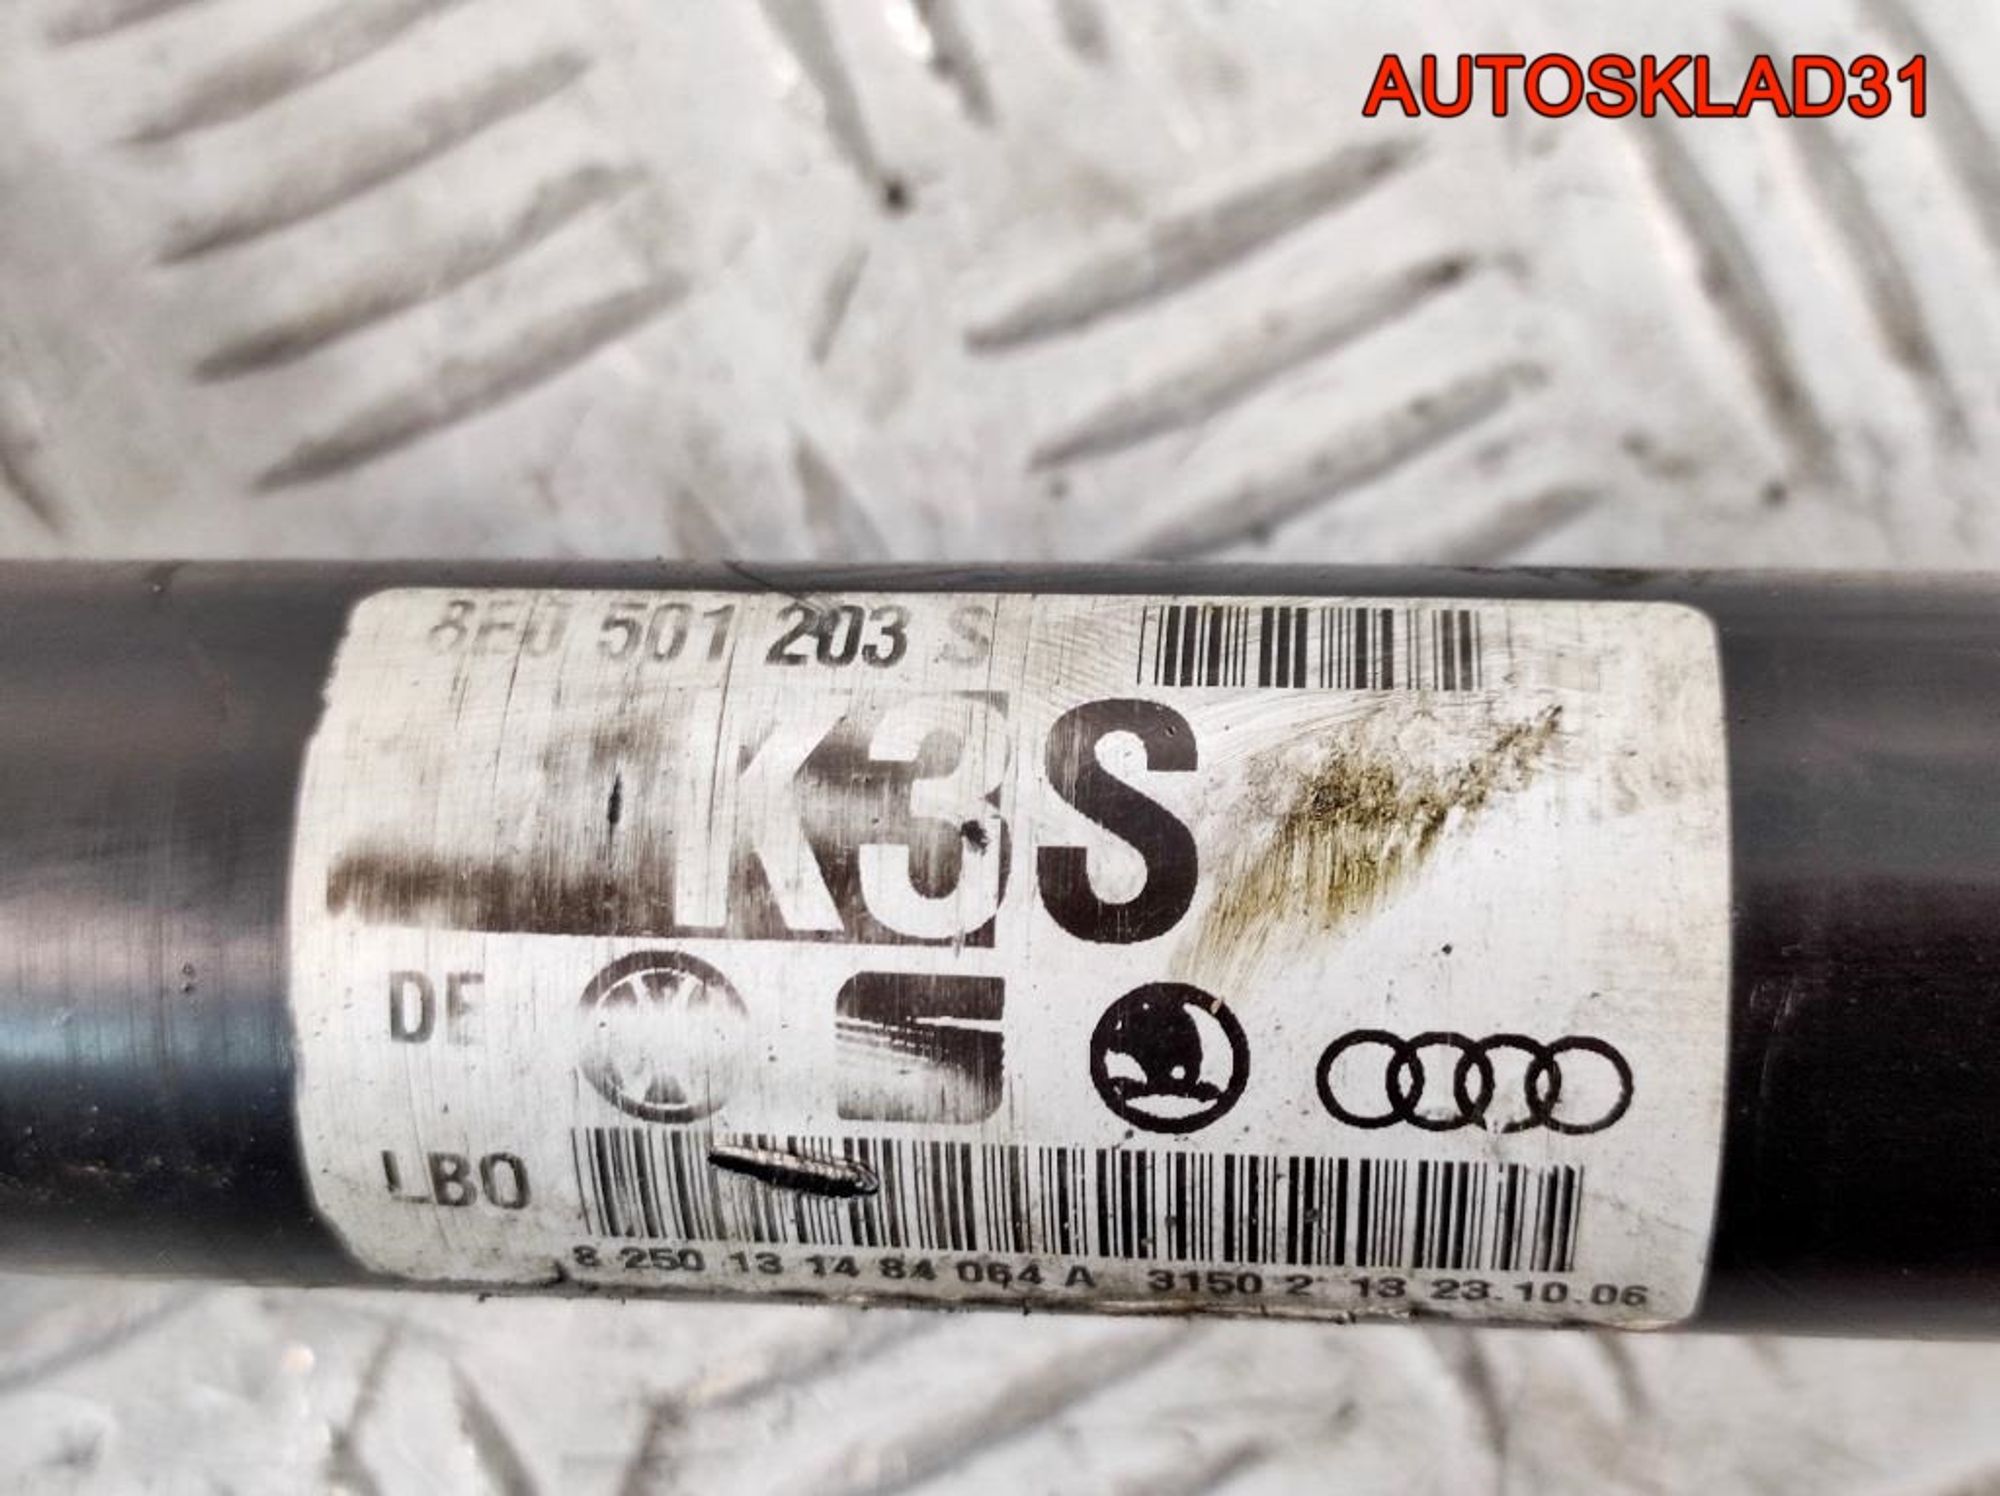 AUTOSKLAD31
8E0 501 203 S
K3S
DE
LBO
8 250 13 14 84 064 A 3150 2 13 23.10.06